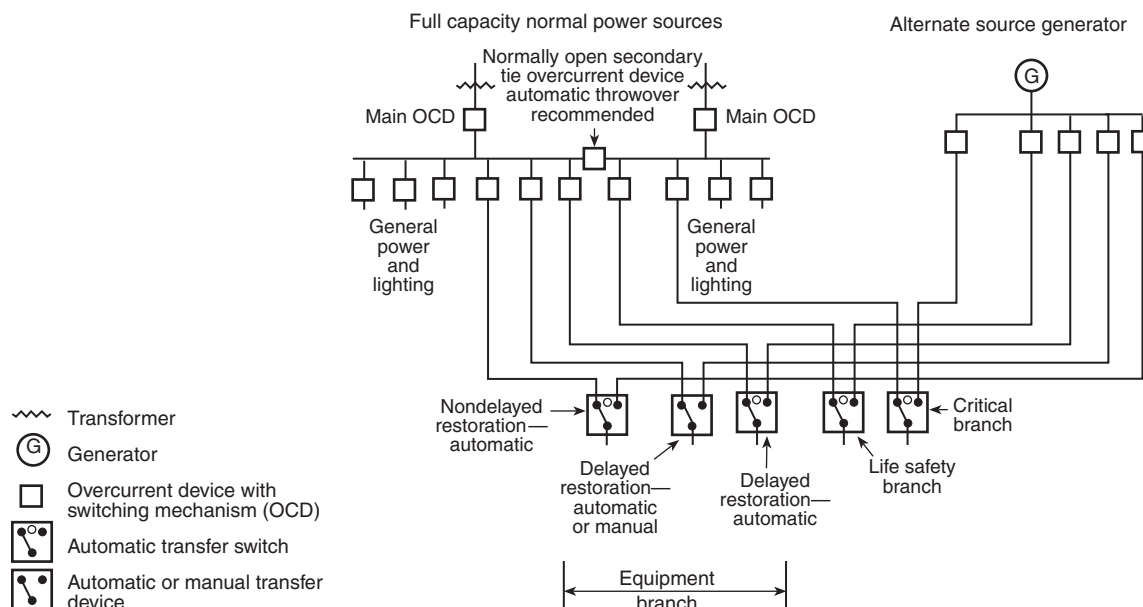 Full capacity normal power sources
Alternate source generator
Normally open secondary
tie overcurrent device
automatic throwover
recommended
G
Main OCD
Main OCD
General
power
and
lighting
General
power
and
lighting
Nondelayed
restoration—
automatic
Delayed
restoration—
automatic
or manual
Delayed
restoration—
automatic
Life safety
branch
Critical
branch
Equipment
branch
Transformer
G
Generator
Overcurrent device with
switching mechanism (OCD)
Automatic transfer switch
Automatic or manual transfer
device